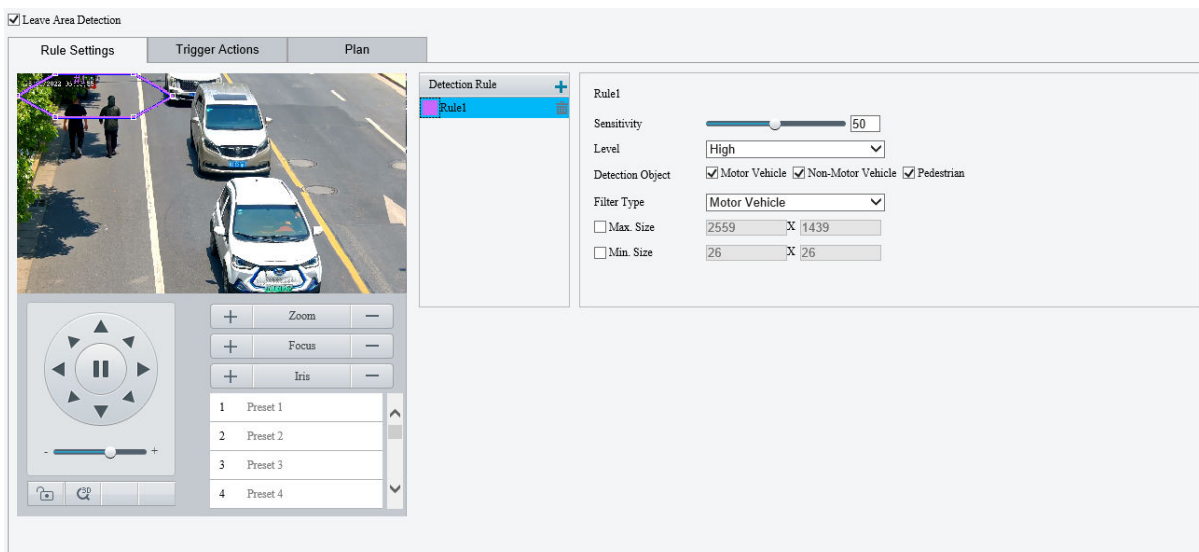 Leave Area Detection
Rule Settings
Trigger Actions
Plan
Detection Rule
Rule1
Rule1
Sensitivity
50
Level
High
Detection Object
Motor Vehicle
Non-Motor Vehicle
Pedestrian
Filter Type
Motor Vehicle
Max. Size
2559 X 1439
Min. Size
26 X 26
+ Zoom −
+ Focus −
+ Iris −
- +
1 Preset 1
2 Preset 2
3 Preset 3
4 Preset 4
3D